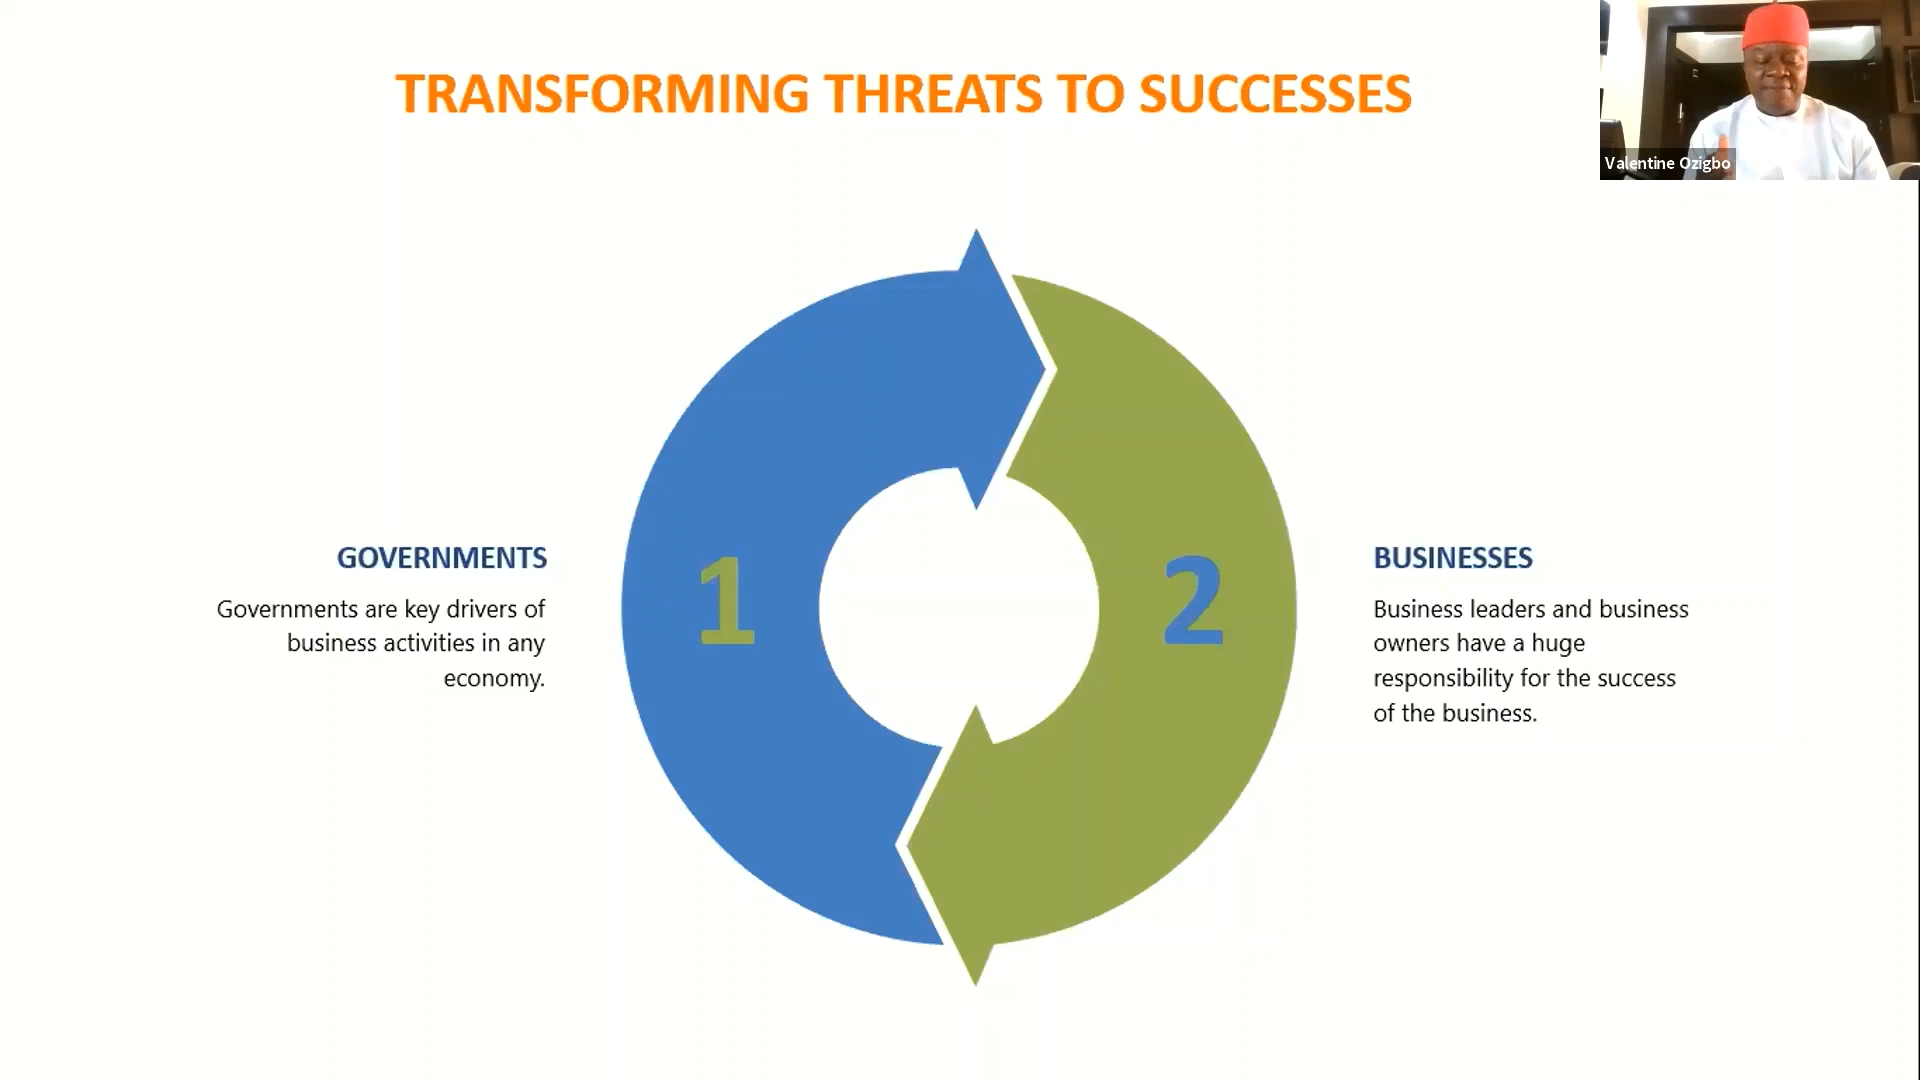 TRANSFORMING THREATS TO SUCCESSES
Valentine Ozigbo
GOVERNMENTS
Governments are key drivers of
business activities in any
economy.
1
2
BUSINESSES
Business leaders and business
owners have a huge
responsibility for the success
of the business.